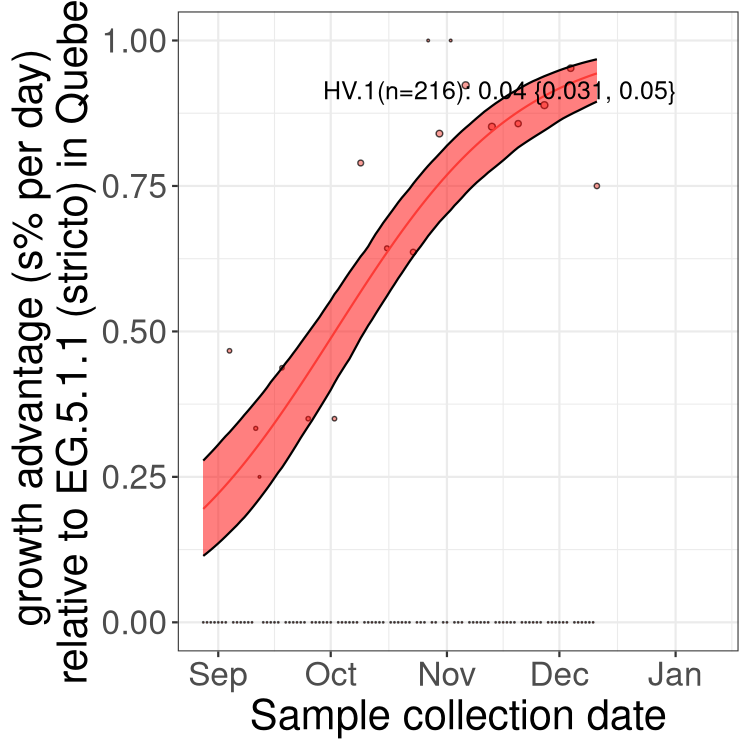 growth advantage (s% per day)
relative to EG.5.1.1 (stricto) in Quebe
1.00
0.75
0.50
0.25
0.00
HV.1(n=216): 0.04 {0.031, 0.05}
Sep Oct Nov Dec Jan
Sample collection date